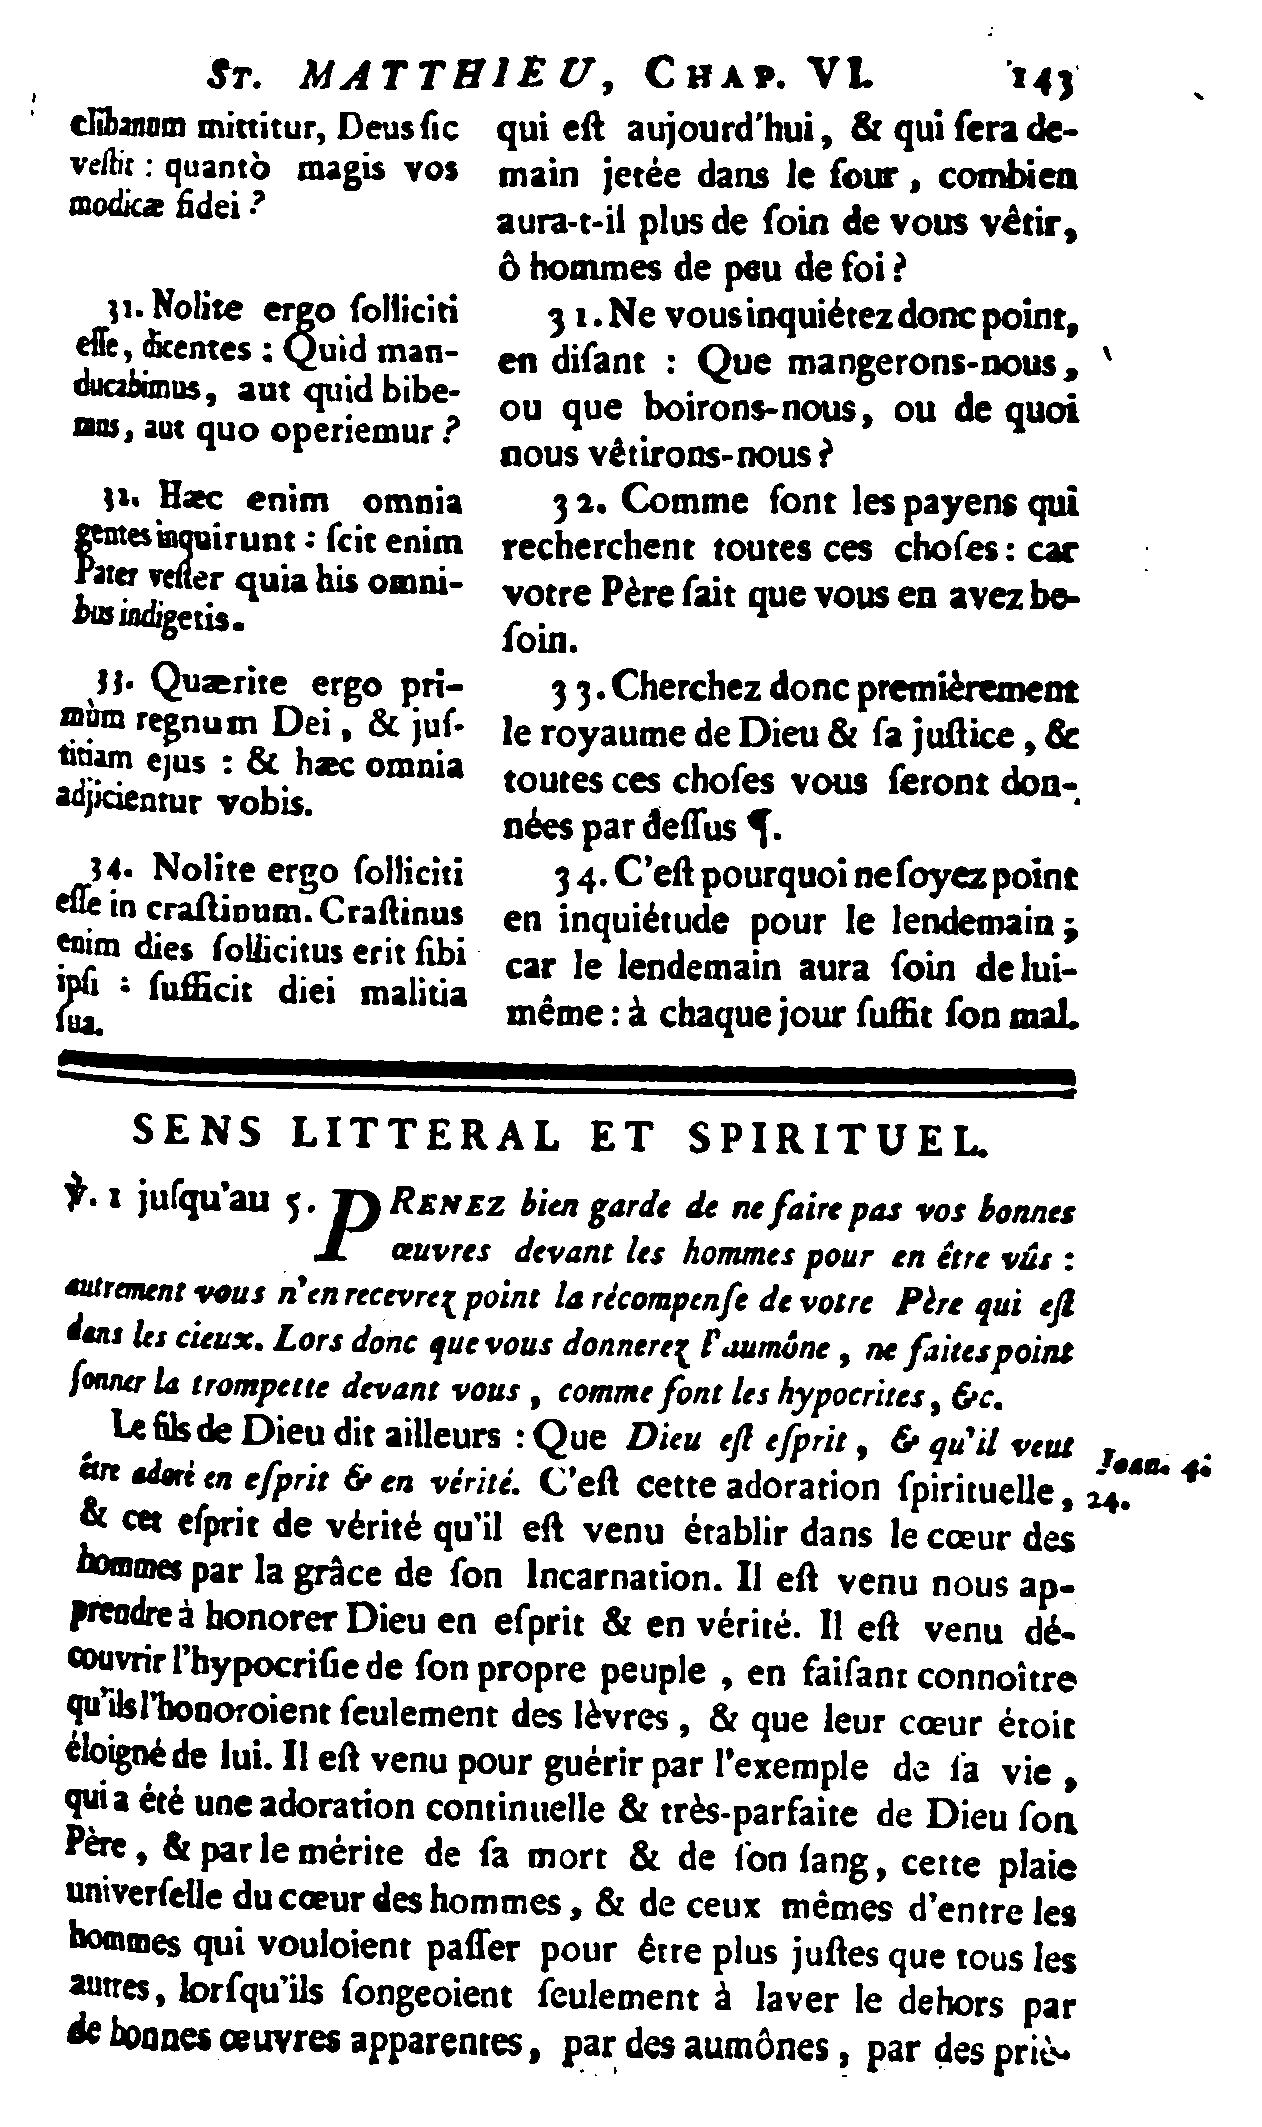 ST. MATTHIEU, CHAP. VI. 143
clibanum mittitur, Deus ſic
veſtit : quantò magis vos
modicæ fidei ?
31. Nolite ergo ſolliciti
eſſe, dicentes : Quid man-
ducabimus, aut quid bibe-
mus, aut quo operiemur ?
32. Hæc enim omnia
gentes inquirunt : ſcit enim
Pater veſter quia his omni-
bus indigetis.
33. Quærite ergo pri-
mùm regnum Dei, & juſ-
titiam ejus : & hæc omnia
adjicientur vobis.
34. Nolite ergo ſolliciti
eſſe in craſtinum. Craſtinus
enim dies ſollicitus erit ſibi
ipſi : ſufficit diei malitia
ſua.
qui eſt aujourd'hui, & qui ſera de-
main jetée dans le four, combien
aura-t-il plus de ſoin de vous vêtir,
ô hommes de peu de foi ?
31. Ne vous inquiétez donc point,
en diſant : Que mangerons-nous,
ou que boirons-nous, ou de quoi
nous vêtirons-nous ?
32. Comme font les payens qui
recherchent toutes ces choſes : car
votre Père ſait que vous en avez be-
ſoin.
33. Cherchez donc premièrement
le royaume de Dieu & ſa juſtice, &
toutes ces choſes vous ſeront don-
nées par deſſus ¶.
34. C'eſt pourquoi ne ſoyez point
en inquiétude pour le lendemain ;
car le lendemain aura ſoin de lui-
même : à chaque jour ſuffit ſon mal.
SENS LITTERAL ET SPIRITUEL.
℣. 1 juſqu'au 5. PRENEZ bien garde de ne faire pas vos bonnes
œuvres devant les hommes pour en être vûs :
autrement vous n'en recevrez point la récompenſe de votre Père qui eſt
dans les cieux. Lors donc que vous donnerez l'aumône, ne faites point
ſonner la trompette devant vous, comme font les hypocrites, &c.
Le fils de Dieu dit ailleurs : Que Dieu eſt eſprit, & qu'il veut
être adoré en eſprit & en vérité. C'eſt cette adoration ſpirituelle,
Joan. 4.
24.
& cet eſprit de vérité qu'il eſt venu établir dans le cœur des
hommes par la grâce de ſon Incarnation. Il eſt venu nous ap-
prendre à honorer Dieu en eſprit & en vérité. Il eſt venu dé-
couvrir l'hypocriſie de ſon propre peuple, en faiſant connoître
qu'ils l'honoroient ſeulement des lèvres, & que leur cœur étoit
éloigné de lui. Il eſt venu pour guérir par l'exemple de ſa vie,
qui a été une adoration continuelle & très-parfaite de Dieu ſon
Père, & par le mérite de ſa mort & de ſon ſang, cette plaie
univerſelle du cœur des hommes, & de ceux mêmes d'entre les
hommes qui vouloient paſſer pour être plus juſtes que tous les
autres, lorſqu'ils ſongeoient ſeulement à laver le dehors par
de bonnes œuvres apparentes, par des aumônes, par des priè-